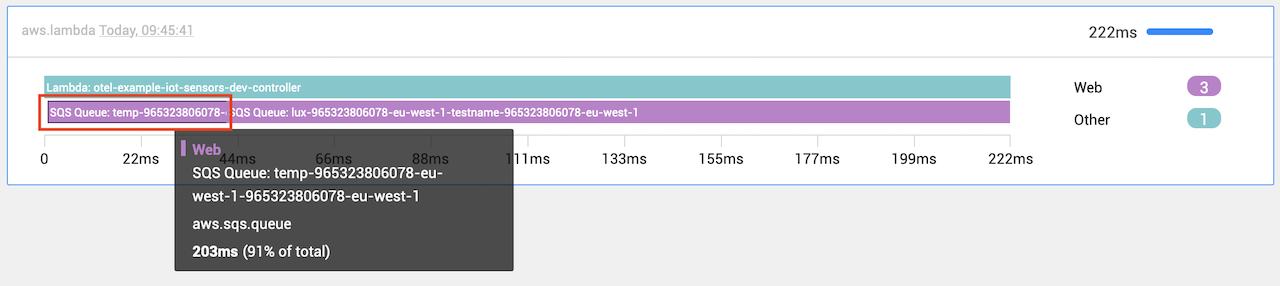 aws.lambda Today, 09:45:41
222ms
Lambda: otel-example-iot-sensors-dev-controller
Web 3
SQS Queue: temp-965323806078- SQS Queue: lux-965323806078-eu-west-1-testname-965323806078-eu-west-1
Other 1
0 22ms 44ms 66ms 88ms 111ms 133ms 155ms 177ms 199ms 222ms
Web
SQS Queue: temp-965323806078-eu-
west-1-965323806078-eu-west-1
aws.sqs.queue
203ms (91% of total)